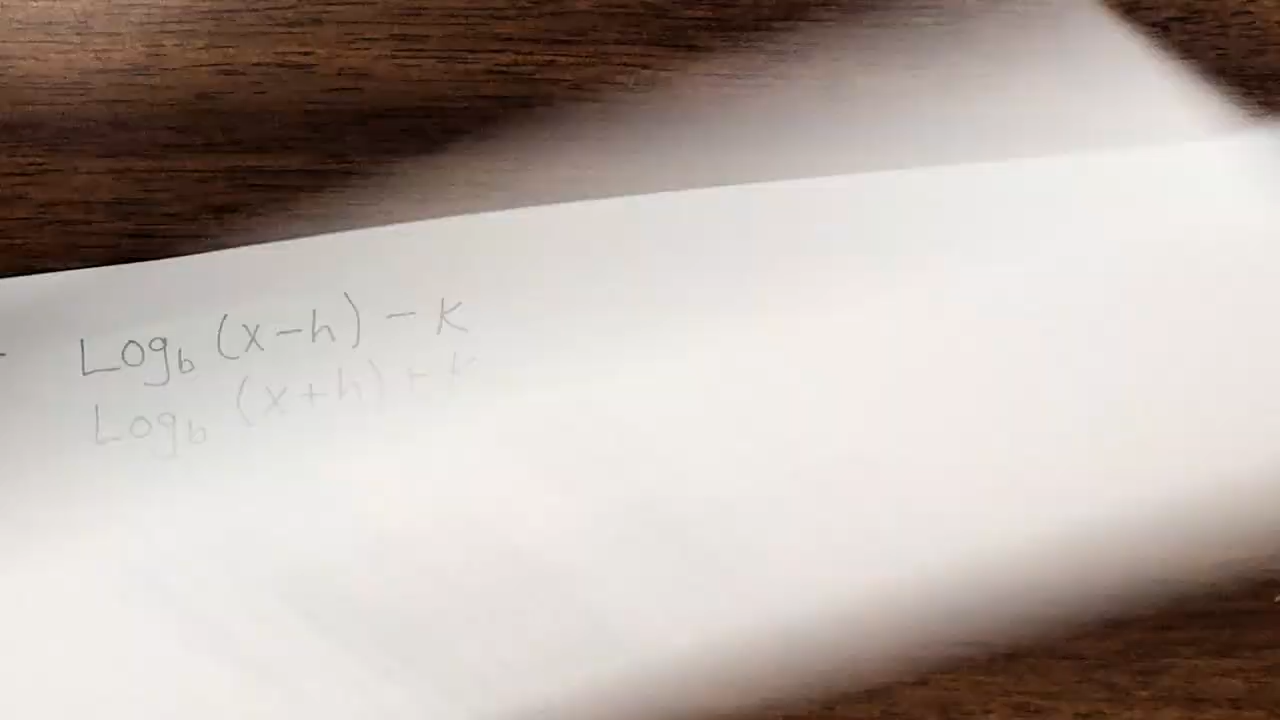 Log_b (x-h) - k
Log_b (x+h) +